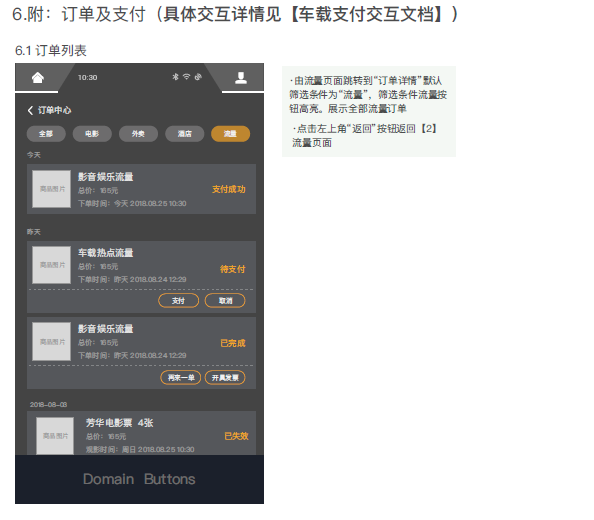 6.附：订单及支付（具体交互详情见【车载支付交互文档】）
6.1 订单列表
10:30
订单中心
全部 电影 外卖 酒店 流量
今天
商品图片
影音娱乐流量
总价：165元
下单时间：今天 2018.08.25 10:30
支付成功
昨天
商品图片
车载热点流量
总价：165元
下单时间：昨天 2018.08.24 12:29
待支付
支付 取消
商品图片
影音娱乐流量
总价：165元
下单时间：昨天 2018.08.24 12:29
已完成
再来一单 开具发票
2018-08-03
商品图片
芳华电影票 4张
总价：165元
观影时间：周日 2018.08.25 10:30
已失效
Domain Buttons
·由流量页面跳转到“订单详情”默认
筛选条件为“流量”，筛选条件流量按
钮高亮。展示全部流量订单
·点击左上角“返回”按钮返回【2】
流量页面